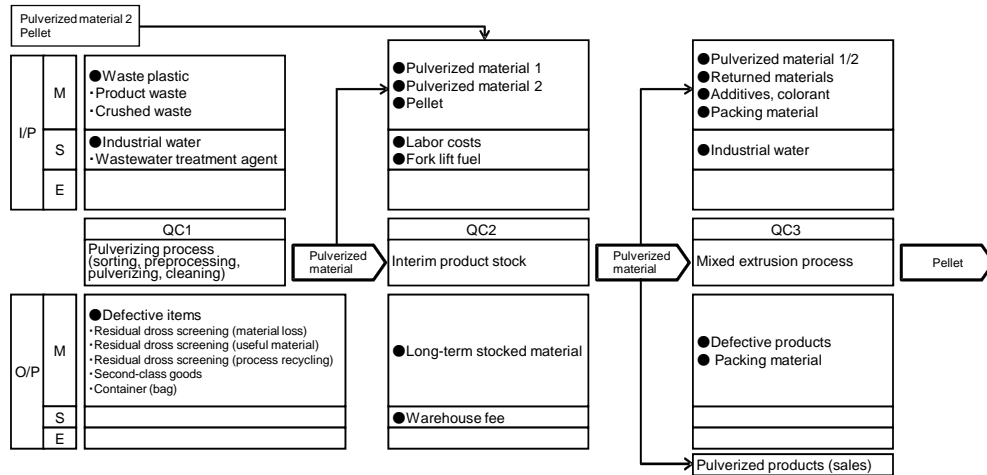 Pulverized material 2
Pellet
I/P
M
●Waste plastic
・Product waste
・Crushed waste
●Pulverized material 1
●Pulverized material 2
●Pellet
●Pulverized material 1/2
●Returned materials
●Additives, colorant
●Packing material
S
●Industrial water
・Wastewater treatment agent
●Labor costs
●Fork lift fuel
●Industrial water
E
QC1
Pulverizing process
(sorting, preprocessing,
pulverizing, cleaning)
Pulverized
material
QC2
Interim product stock
Pulverized
material
QC3
Mixed extrusion process
Pellet
O/P
M
●Defective items
・Residual dross screening (material loss)
・Residual dross screening (useful material)
・Residual dross screening (process recycling)
・Second-class goods
・Container (bag)
●Long-term stocked material
●Defective products
● Packing material
S
●Warehouse fee
E
Pulverized products (sales)